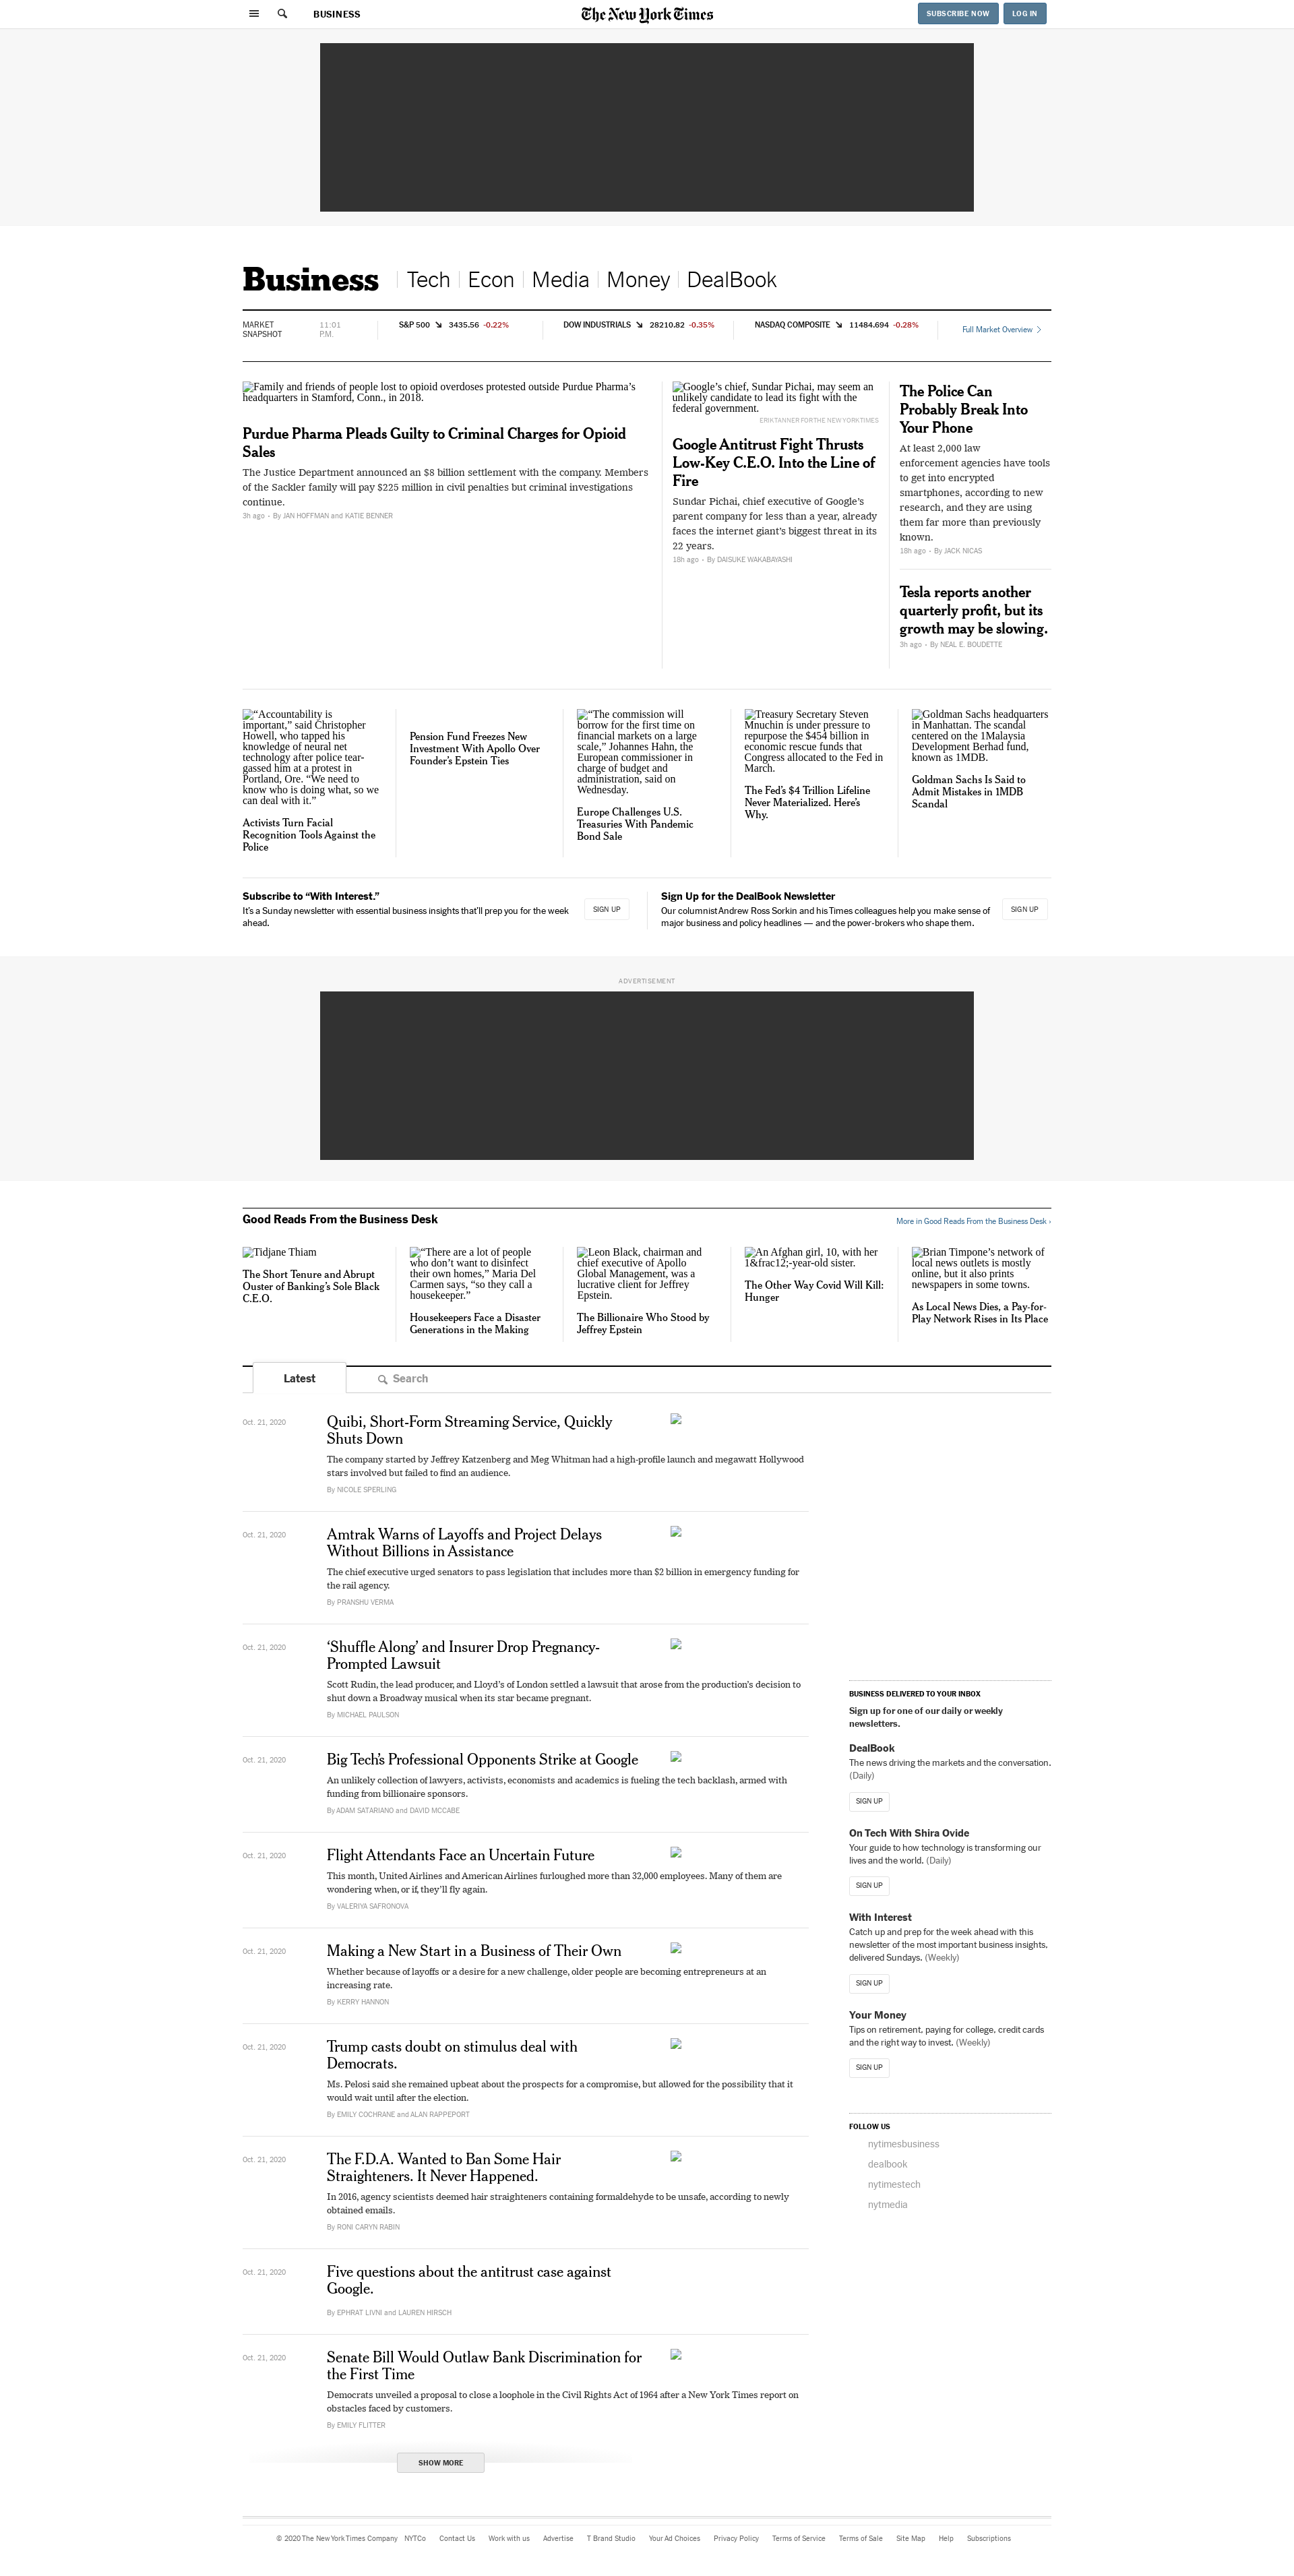 BUSINESS
The New York Times
SUBSCRIBE NOW
LOG IN
Business
Tech
Econ
Media
Money
DealBook
MARKET
SNAPSHOT
11:01
P.M.
S&P 500 3435.56 -0.22%
DOW INDUSTRIALS 28210.82 -0.35%
NASDAQ COMPOSITE 11484.694 -0.28%
Full Market Overview
Family and friends of people lost to opioid overdoses protested outside Purdue Pharma’s
headquarters in Stamford, Conn., in 2018.
Purdue Pharma Pleads Guilty to Criminal Charges for Opioid
Sales
The Justice Department announced an $8 billion settlement with the company. Members
of the Sackler family will pay $225 million in civil penalties but criminal investigations
continue.
3h ago - By JAN HOFFMAN and KATIE BENNER
Google’s chief, Sundar Pichai, may seem an
unlikely candidate to lead its fight with the
federal government.
ERIK TANNER FOR THE NEW YORK TIMES
Google Antitrust Fight Thrusts
Low-Key C.E.O. Into the Line of
Fire
Sundar Pichai, chief executive of Google’s
parent company for less than a year, already
faces the internet giant’s biggest threat in its
22 years.
18h ago - By DAISUKE WAKABAYASHI
The Police Can
Probably Break Into
Your Phone
At least 2,000 law
enforcement agencies have tools
to get into encrypted
smartphones, according to new
research, and they are using
them far more than previously
known.
18h ago - By JACK NICAS
Tesla reports another
quarterly profit, but its
growth may be slowing.
3h ago - By NEAL E. BOUDETTE
“Accountability is
important,” said Christopher
Howell, who tapped his
knowledge of neural net
technology after police tear-
gassed him at a protest in
Portland, Ore. “We need to
know who is doing what, so we
can deal with it.”
Activists Turn Facial
Recognition Tools Against the
Police
Pension Fund Freezes New
Investment With Apollo Over
Founder’s Epstein Ties
“The commission will
borrow for the first time on
financial markets on a large
scale,” Johannes Hahn, the
European commissioner in
charge of budget and
administration, said on
Wednesday.
Europe Challenges U.S.
Treasuries With Pandemic
Bond Sale
Treasury Secretary Steven
Mnuchin is under pressure to
repurpose the $454 billion in
economic rescue funds that
Congress allocated to the Fed in
March.
The Fed’s $4 Trillion Lifeline
Never Materialized. Here’s
Why.
Goldman Sachs headquarters
in Manhattan. The scandal
centered on the 1Malaysia
Development Berhad fund,
known as 1MDB.
Goldman Sachs Is Said to
Admit Mistakes in 1MDB
Scandal
Subscribe to “With Interest.”
It’s a Sunday newsletter with essential business insights that’ll prep you for the week
ahead.
SIGN UP
Sign Up for the DealBook Newsletter
Our columnist Andrew Ross Sorkin and his Times colleagues help you make sense of
major business and policy headlines — and the power-brokers who shape them.
SIGN UP
ADVERTISEMENT
Good Reads From the Business Desk
More in Good Reads From the Business Desk ›
Tidjane Thiam
The Short Tenure and Abrupt
Ouster of Banking’s Sole Black
C.E.O.
“There are a lot of people
who don’t want to disinfect
their own homes,” Maria Del
Carmen says, “so they call a
housekeeper.”
Housekeepers Face a Disaster
Generations in the Making
Leon Black, chairman and
chief executive of Apollo
Global Management, was a
lucrative client for Jeffrey
Epstein.
The Billionaire Who Stood by
Jeffrey Epstein
An Afghan girl, 10, with her
1&frac12;-year-old sister.
The Other Way Covid Will Kill:
Hunger
Brian Timpone’s network of
local news outlets is mostly
online, but it also prints
newspapers in some towns.
As Local News Dies, a Pay-for-
Play Network Rises in Its Place
Latest
Search
Oct. 21, 2020
Quibi, Short-Form Streaming Service, Quickly
Shuts Down
The company started by Jeffrey Katzenberg and Meg Whitman had a high-profile launch and megawatt Hollywood
stars involved but failed to find an audience.
By NICOLE SPERLING
Oct. 21, 2020
Amtrak Warns of Layoffs and Project Delays
Without Billions in Assistance
The chief executive urged senators to pass legislation that includes more than $2 billion in emergency funding for
the rail agency.
By PRANSHU VERMA
Oct. 21, 2020
‘Shuffle Along’ and Insurer Drop Pregnancy-
Prompted Lawsuit
Scott Rudin, the lead producer, and Lloyd’s of London settled a lawsuit that arose from the production’s decision to
shut down a Broadway musical when its star became pregnant.
By MICHAEL PAULSON
Oct. 21, 2020
Big Tech’s Professional Opponents Strike at Google
An unlikely collection of lawyers, activists, economists and academics is fueling the tech backlash, armed with
funding from billionaire sponsors.
By ADAM SATARIANO and DAVID MCCABE
Oct. 21, 2020
Flight Attendants Face an Uncertain Future
This month, United Airlines and American Airlines furloughed more than 32,000 employees. Many of them are
wondering when, or if, they’ll fly again.
By VALERIYA SAFRONOVA
Oct. 21, 2020
Making a New Start in a Business of Their Own
Whether because of layoffs or a desire for a new challenge, older people are becoming entrepreneurs at an
increasing rate.
By KERRY HANNON
Oct. 21, 2020
Trump casts doubt on stimulus deal with
Democrats.
Ms. Pelosi said she remained upbeat about the prospects for a compromise, but allowed for the possibility that it
would wait until after the election.
By EMILY COCHRANE and ALAN RAPPEPORT
Oct. 21, 2020
The F.D.A. Wanted to Ban Some Hair
Straighteners. It Never Happened.
In 2016, agency scientists deemed hair straighteners containing formaldehyde to be unsafe, according to newly
obtained emails.
By RONI CARYN RABIN
Oct. 21, 2020
Five questions about the antitrust case against
Google.
By EPHRAT LIVNI and LAUREN HIRSCH
Oct. 21, 2020
Senate Bill Would Outlaw Bank Discrimination for
the First Time
Democrats unveiled a proposal to close a loophole in the Civil Rights Act of 1964 after a New York Times report on
obstacles faced by customers.
By EMILY FLITTER
SHOW MORE
BUSINESS DELIVERED TO YOUR INBOX
Sign up for one of our daily or weekly
newsletters.
DealBook
The news driving the markets and the conversation.
(Daily)
SIGN UP
On Tech With Shira Ovide
Your guide to how technology is transforming our
lives and the world. (Daily)
SIGN UP
With Interest
Catch up and prep for the week ahead with this
newsletter of the most important business insights,
delivered Sundays. (Weekly)
SIGN UP
Your Money
Tips on retirement, paying for college, credit cards
and the right way to invest. (Weekly)
SIGN UP
FOLLOW US
nytimesbusiness
dealbook
nytimestech
nytmedia
© 2020 The New York Times Company NYTCo Contact Us Work with us Advertise T Brand Studio Your Ad Choices Privacy Policy Terms of Service Terms of Sale Site Map Help Subscriptions